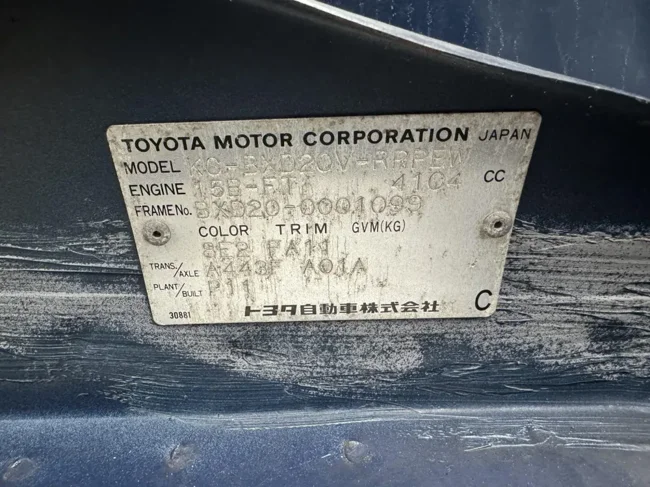 TOYOTA MOTOR CORPORATION JAPAN
MODEL KC-BXD20V-RRPEW
ENGINE 15B-FTE 4104 CC
FRAME No. BXD20-0001099
COLOR TRIM GVM(KG)
8E2 FA11
TRANS./AXLE A443F A01A
PLANT/BUILT P11
30881 トヨタ自動車株式会社 C